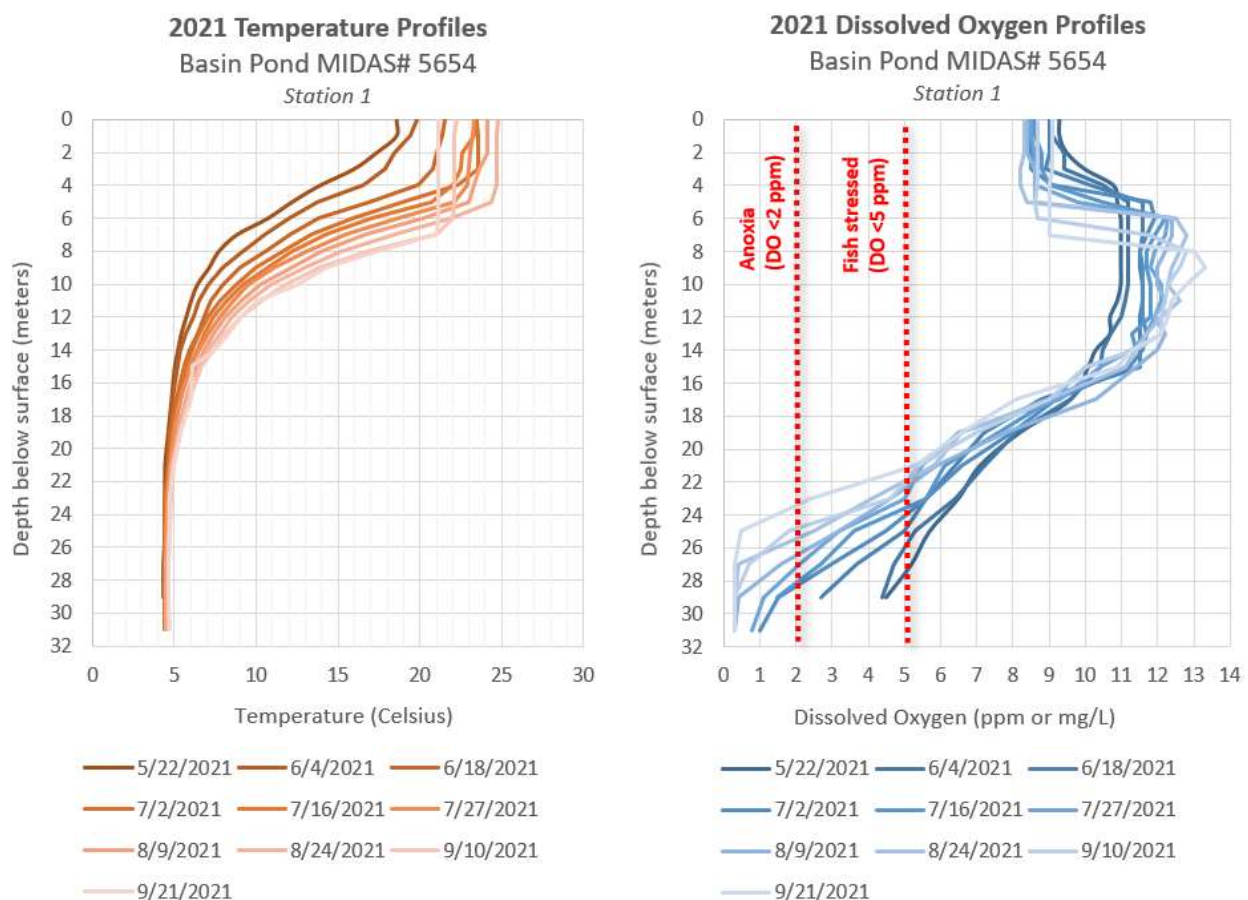 2021 Temperature Profiles
Basin Pond MIDAS# 5654
Station 1
0
2
4
6
8
10
12
14
16
18
20
22
24
26
28
30
32
Depth below surface (meters)
0 5 10 15 20 25 30
Temperature (Celsius)
5/22/2021 6/4/2021 6/18/2021
7/2/2021 7/16/2021 7/27/2021
8/9/2021 8/24/2021 9/10/2021
9/21/2021
2021 Dissolved Oxygen Profiles
Basin Pond MIDAS# 5654
Station 1
0
2
4
6
8
10
12
14
16
18
20
22
24
26
28
30
32
Depth below surface (meters)
Anoxia
(DO <2 ppm)
Fish stressed
(DO <5 ppm)
0 1 2 3 4 5 6 7 8 9 10 11 12 13 14
Dissolved Oxygen (ppm or mg/L)
5/22/2021 6/4/2021 6/18/2021
7/2/2021 7/16/2021 7/27/2021
8/9/2021 8/24/2021 9/10/2021
9/21/2021